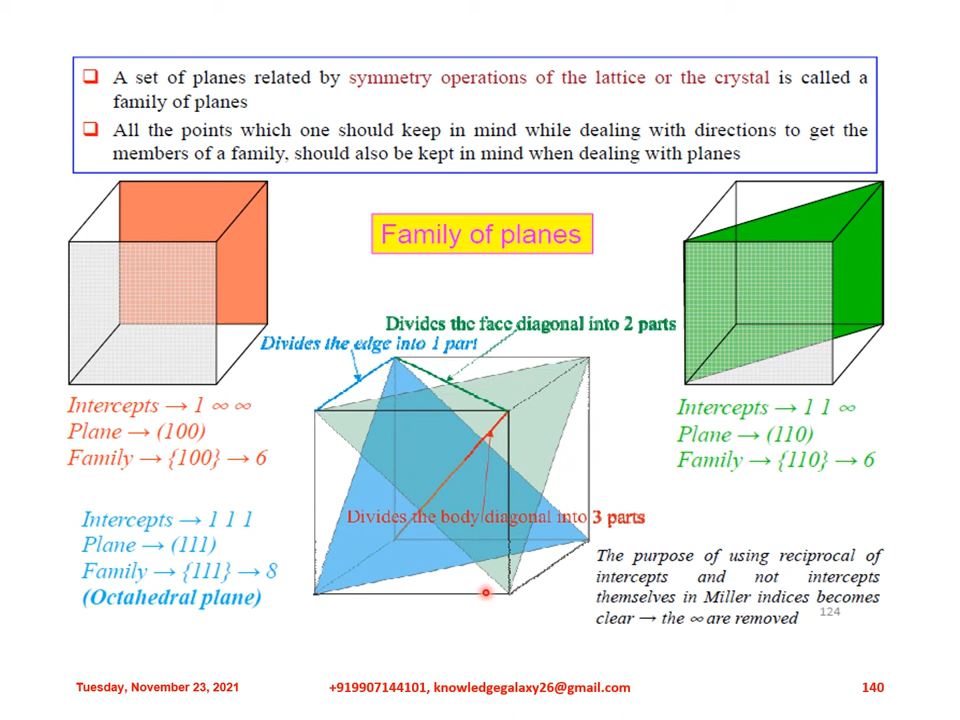 ❑ A set of planes related by symmetry operations of the lattice or the crystal is called a
family of planes
❑ All the points which one should keep in mind while dealing with directions to get the
members of a family, should also be kept in mind when dealing with planes
Family of planes
Divides the face diagonal into 2 parts
Divides the edge into 1 part
Intercepts → 1 ∞ ∞
Plane → (100)
Family → {100} → 6
Intercepts → 1 1 ∞
Plane → (110)
Family → {110} → 6
Divides the body diagonal into 3 parts
Intercepts → 1 1 1
Plane → (111)
Family → {111} → 8
(Octahedral plane)
The purpose of using reciprocal of
intercepts and not intercepts
themselves in Miller indices becomes
clear → the ∞ are removed
124
Tuesday, November 23, 2021
+919907144101, knowledgegalaxy26@gmail.com
140